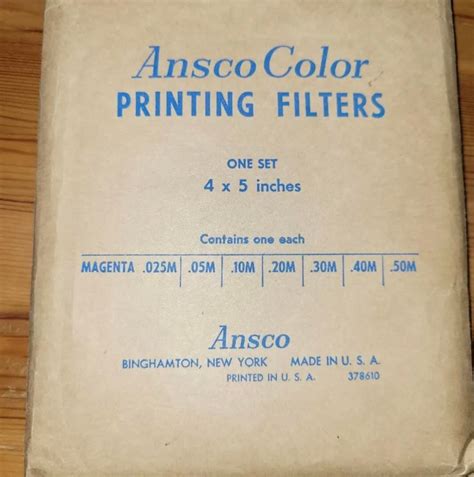 Ansco Color
PRINTING FILTERS
ONE SET
4 x 5 inches
Contains one each
MAGENTA .025M .05M .10M .20M .30M .40M .50M
Ansco
BINGHAMTON, NEW YORK MADE IN U. S. A.
PRINTED IN U. S. A. 378610